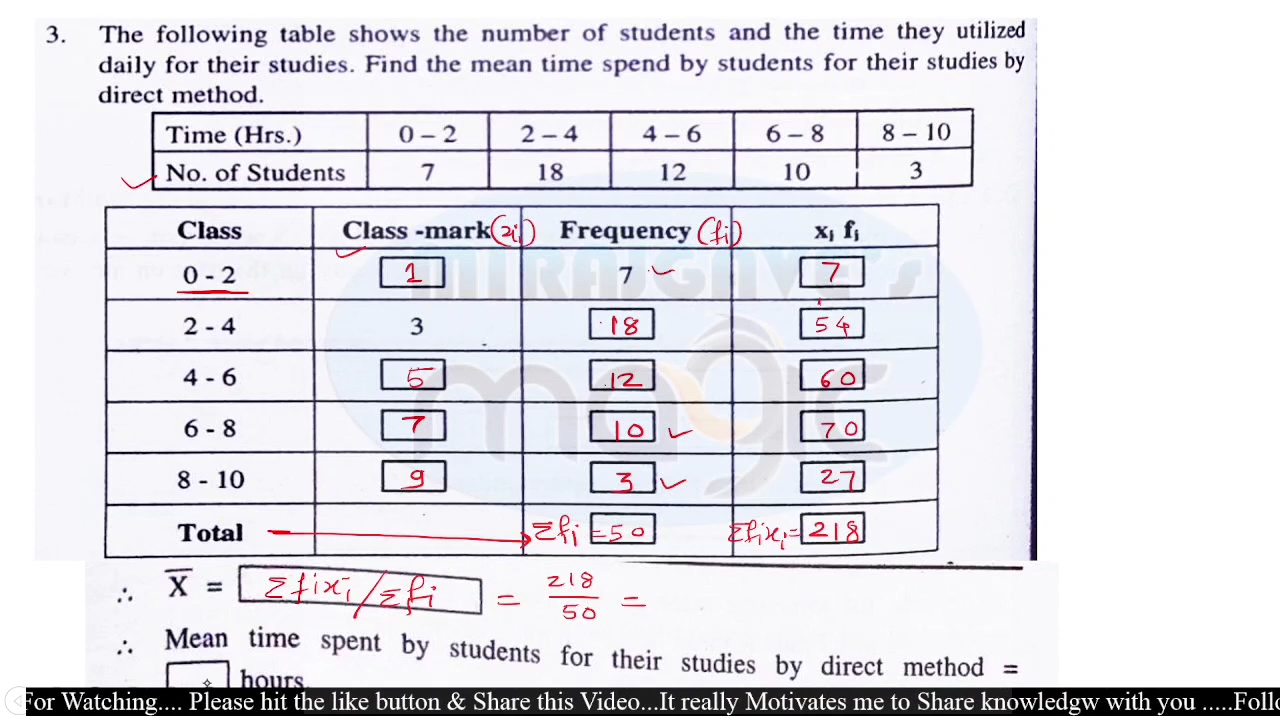 3. The following table shows the number of students and the time they utilized
daily for their studies. Find the mean time spend by students for their studies by
direct method.
Time (Hrs.) 0 – 2 2 – 4 4 – 6 6 – 8 8 – 10
No. of Students 7 18 12 10 3
Class Class -mark(xi) Frequency (fi) xi fi
0 - 2 1 7 7
2 - 4 3 18 54
4 - 6 5 12 60
6 - 8 7 10 70
8 - 10 9 3 27
Total Σfi = 50 Σfixi = 218
∴ X̅ = Σfixi / Σfi = 218/50 =
∴ Mean time spent by students for their studies by direct method =
hours.
MIRAJGAVE's
magic
For Watching.... Please hit the like button & Share this Video...It really Motivates me to Share knowledgw with you .....Follo